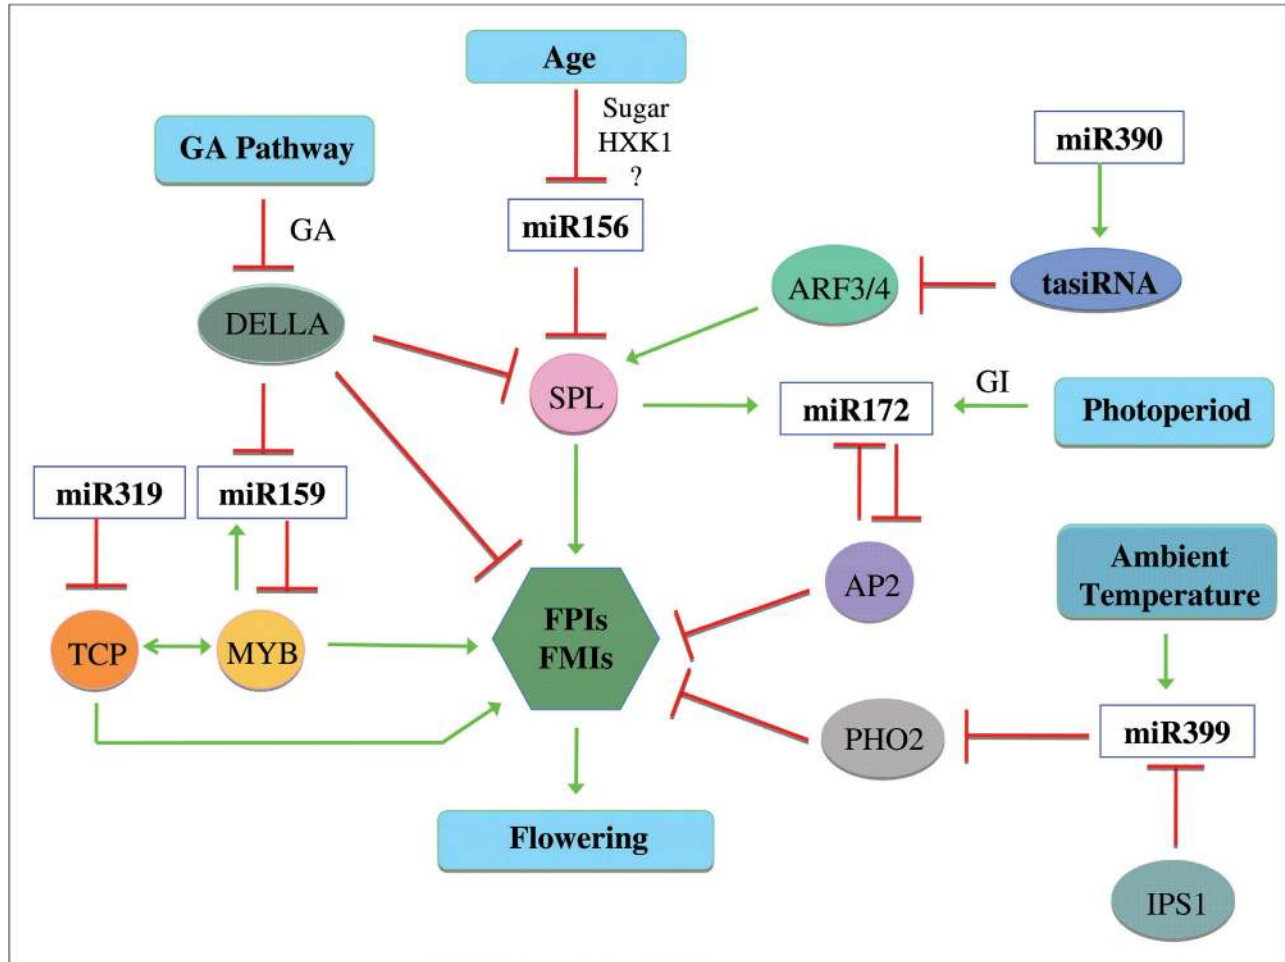 Age
Sugar
HXK1
?
GA Pathway
miR390
GA
miR156
DELLA
ARF3/4
tasiRNA
SPL
miR172
GI
Photoperiod
miR319
miR159
Ambient
Temperature
AP2
TCP
MYB
FPIs
FMIs
PHO2
miR399
Flowering
IPS1